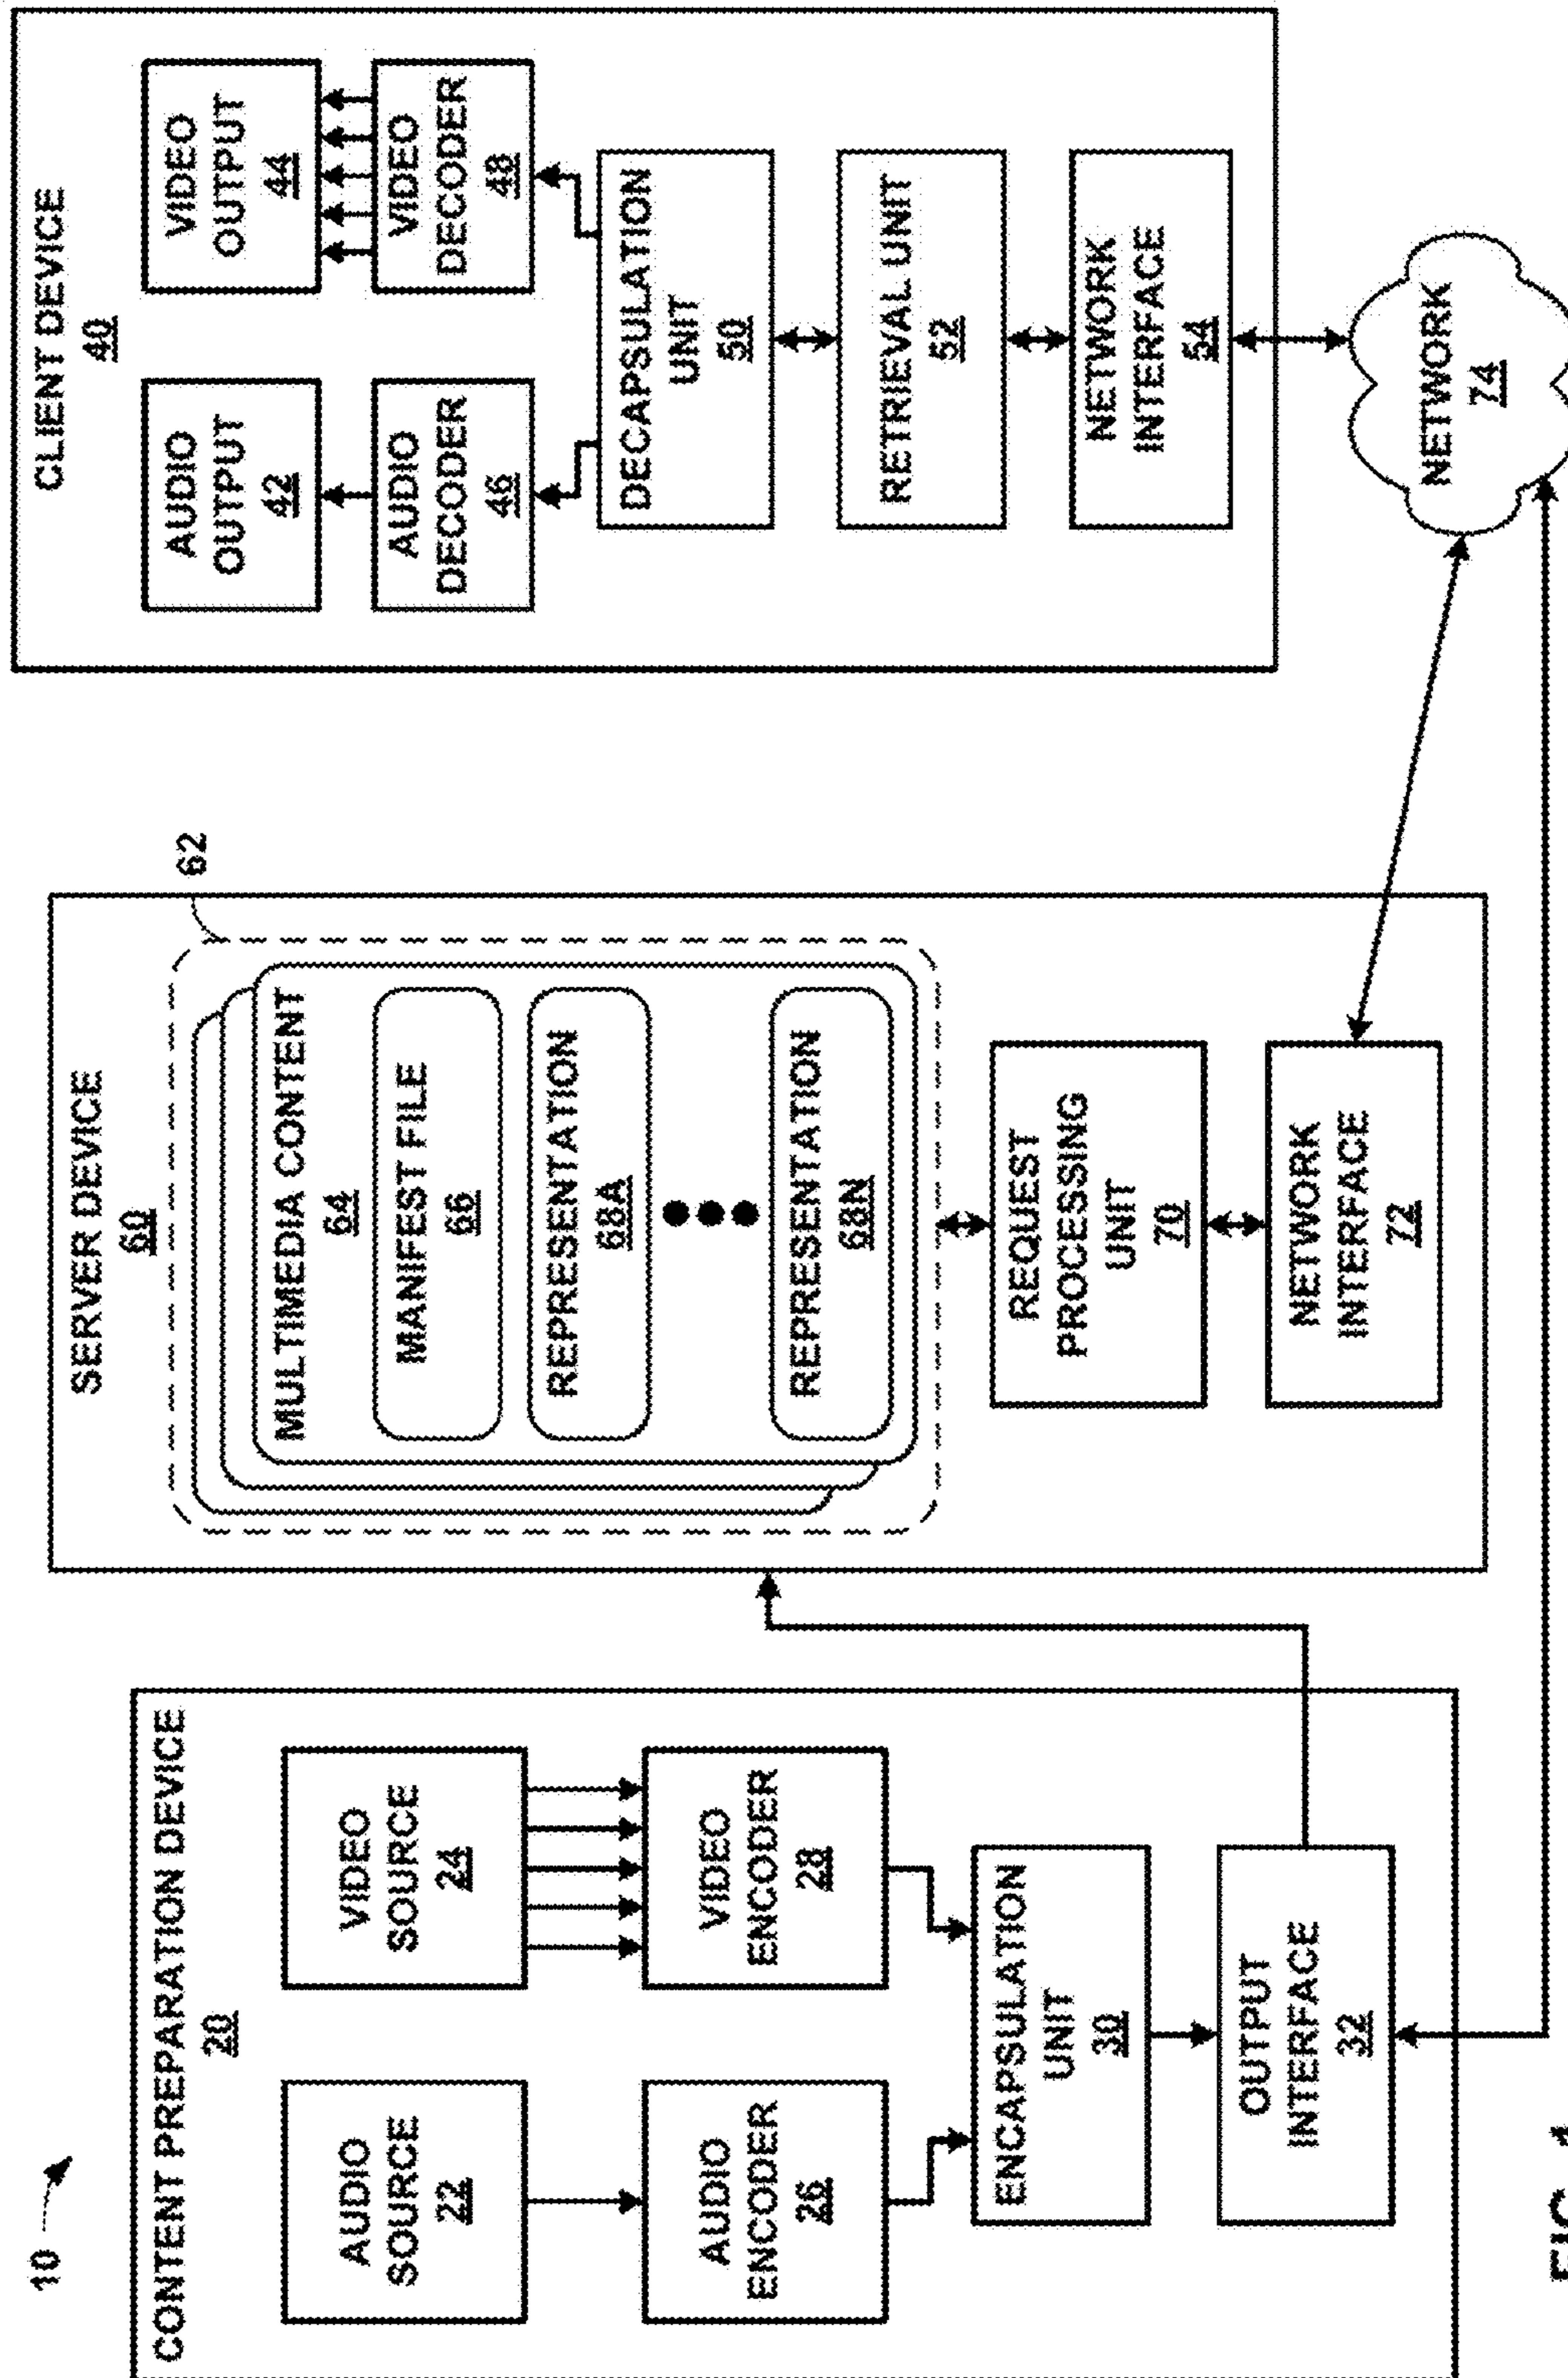 10
CONTENT PREPARATION DEVICE
20
AUDIO
SOURCE
22
VIDEO
SOURCE
24
AUDIO
ENCODER
26
VIDEO
ENCODER
28
ENCAPSULATION
UNIT
30
OUTPUT
INTERFACE
32
SERVER DEVICE
60
62
MULTIMEDIA CONTENT
64
MANIFEST FILE
66
REPRESENTATION
68A
REPRESENTATION
68N
REQUEST
PROCESSING
UNIT
70
NETWORK
INTERFACE
72
CLIENT DEVICE
40
AUDIO
OUTPUT
42
VIDEO
OUTPUT
44
AUDIO
DECODER
46
VIDEO
DECODER
48
DECAPSULATION
UNIT
50
RETRIEVAL UNIT
52
NETWORK
INTERFACE
54
NETWORK
74
FIG. 1